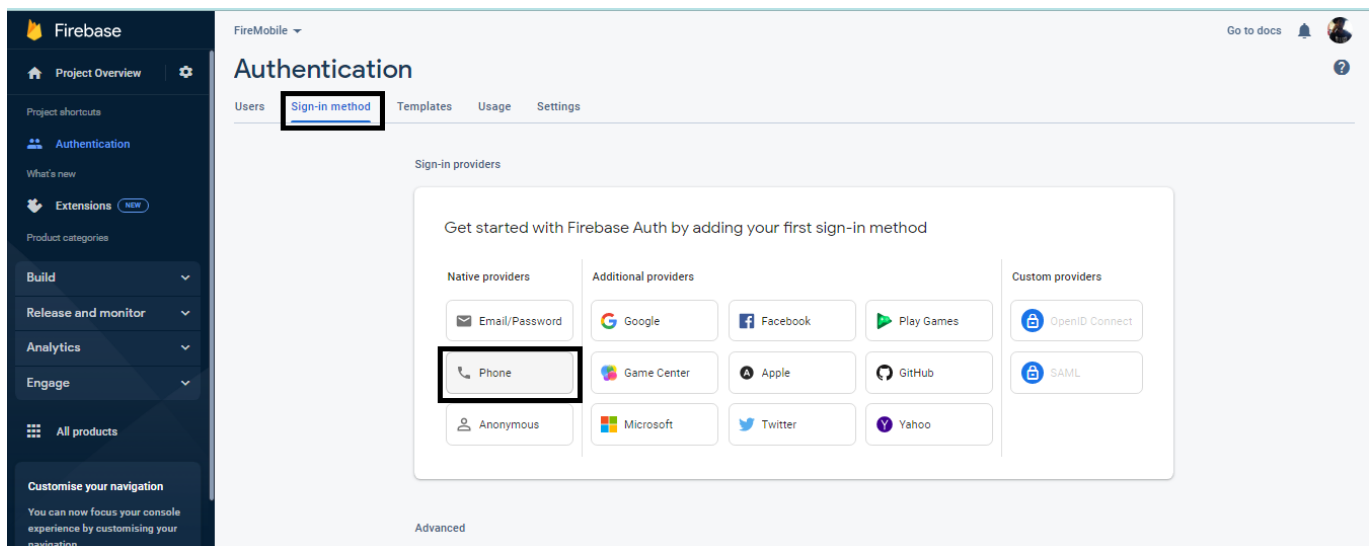 Firebase
FireMobile
Go to docs
Project Overview
Authentication
Users Sign-in method Templates Usage Settings
Project shortcuts
Authentication
What's new
Extensions NEW
Product categories
Build
Release and monitor
Analytics
Engage
All products
Customise your navigation
You can now focus your console
experience by customising your
navigation
Sign-in providers
Get started with Firebase Auth by adding your first sign-in method
Native providers Additional providers Custom providers
Email/Password Google Facebook Play Games OpenID Connect
Phone Game Center Apple GitHub SAML
Anonymous Microsoft Twitter Yahoo
Advanced